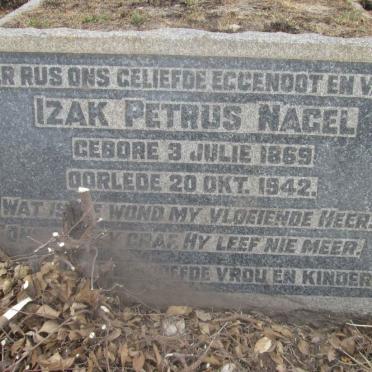 ER RUS ONS GELIEFDE EGGENOOT EN V
IZAK PETRUS NAGEL
GEBORE 3 JULIE 1869
OORLEDE 20 OKT. 1942.
WAT IS WOND MY VLOEIENDE HEER.
GRAF, HY LEEF NIE MEER.
VROU EN KINDER